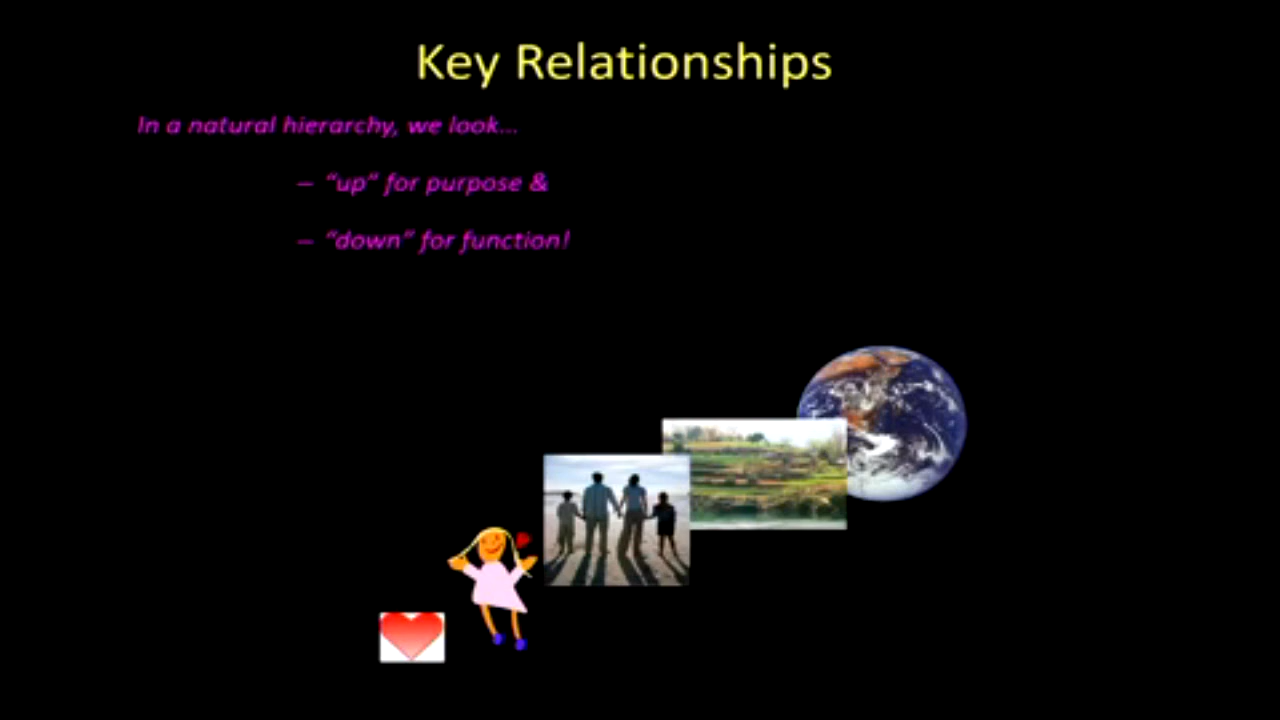 Key Relationships
In a natural hierarchy, we look...
– “up” for purpose &
– “down” for function!